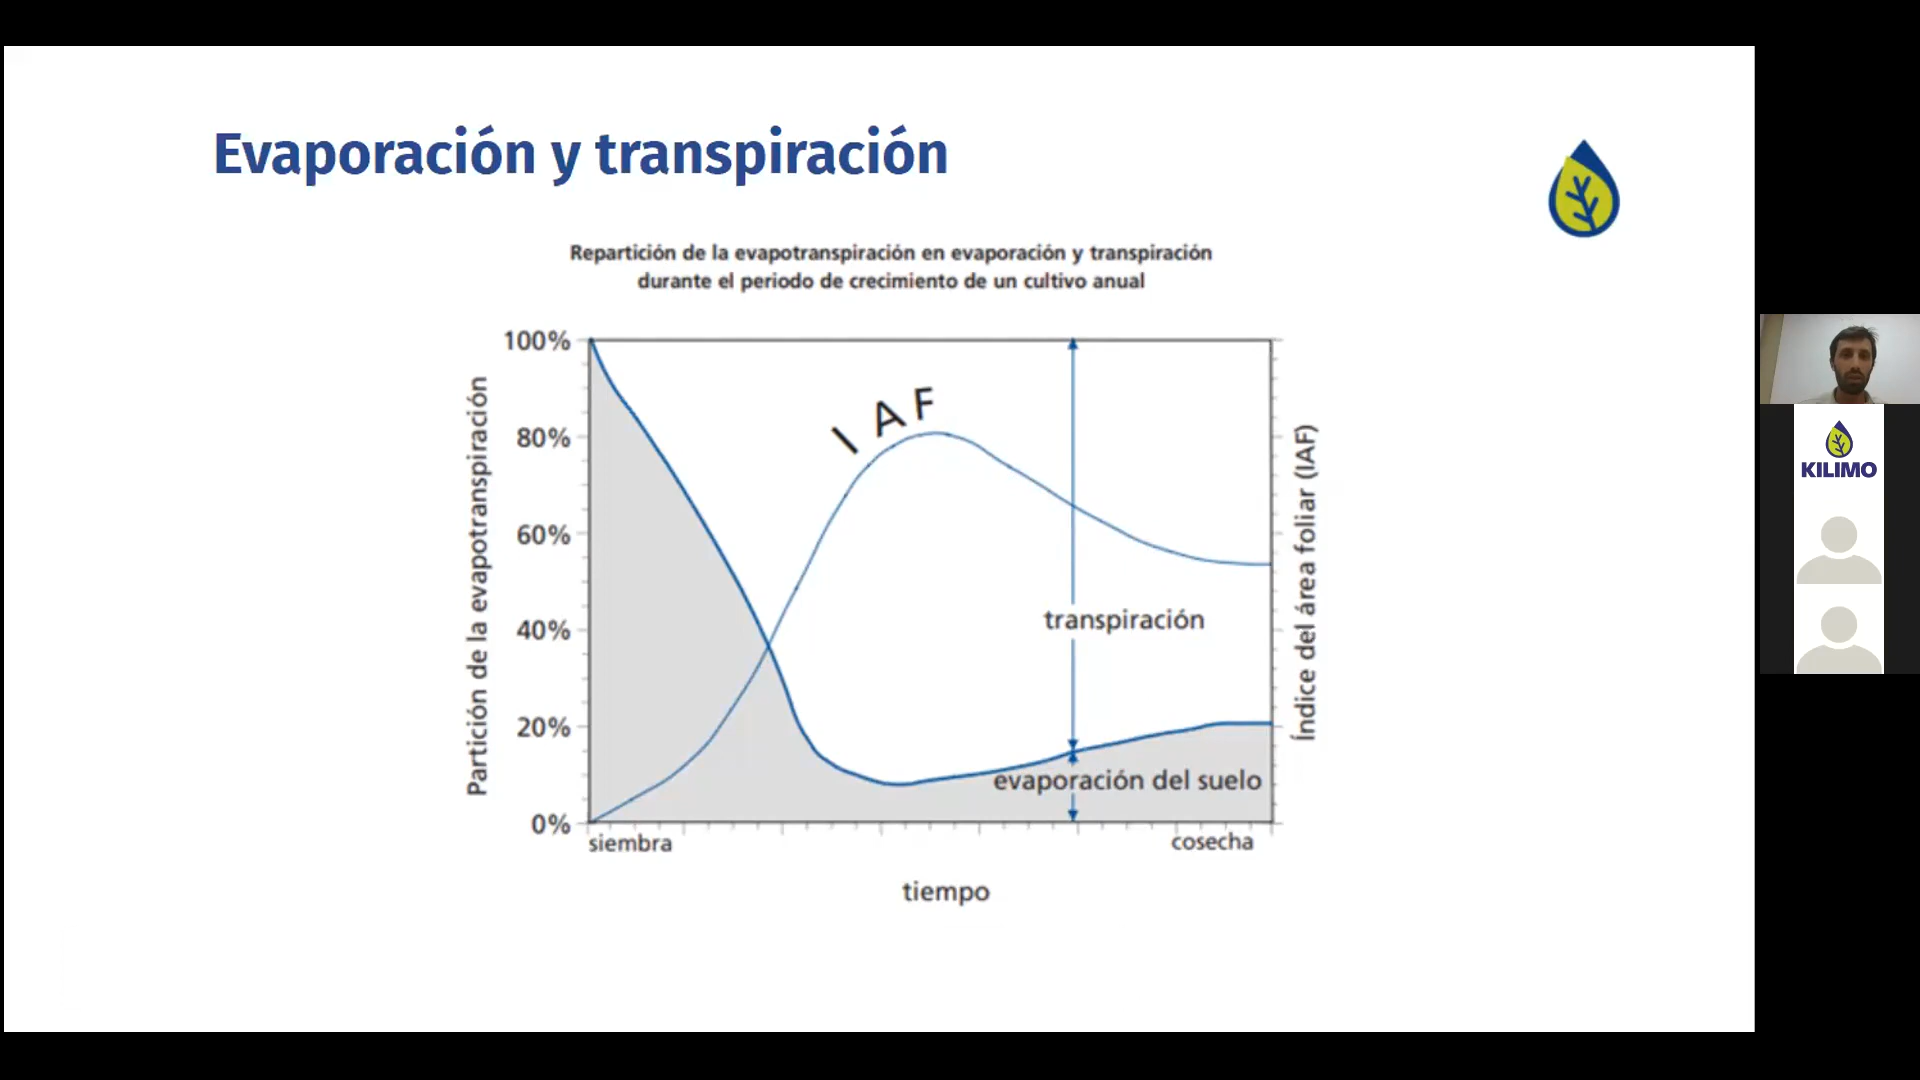 Evaporación y transpiración
Repartición de la evapotranspiración en evaporación y transpiración
durante el periodo de crecimiento de un cultivo anual
Partición de la evapotranspiración
100%
80%
60%
40%
20%
0%
IAF
transpiración
evaporación del suelo
Índice del área foliar (IAF)
siembra
cosecha
tiempo
KILIMO